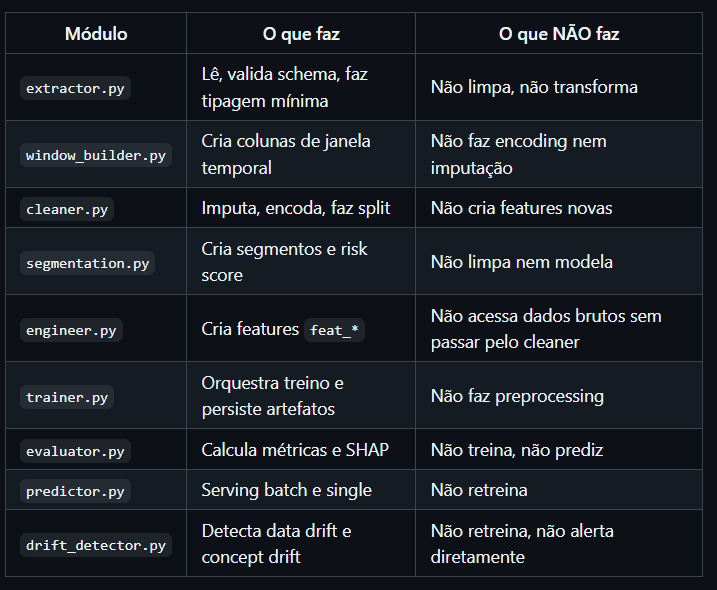 Módulo
O que faz
O que NÃO faz
extractor.py
Lê, valida schema, faz
tipagem mínima
Não limpa, não transforma
window_builder.py
Cria colunas de janela
temporal
Não faz encoding nem
imputação
cleaner.py
Imputa, encoda, faz split
Não cria features novas
segmentation.py
Cria segmentos e risk
score
Não limpa nem modela
engineer.py
Cria features feat_*
Não acessa dados brutos sem
passar pelo cleaner
trainer.py
Orquestra treino e
persiste artefatos
Não faz preprocessing
evaluator.py
Calcula métricas e SHAP
Não treina, não prediz
predictor.py
Serving batch e single
Não retreina
drift_detector.py
Detecta data drift e
concept drift
Não retreina, não alerta
diretamente